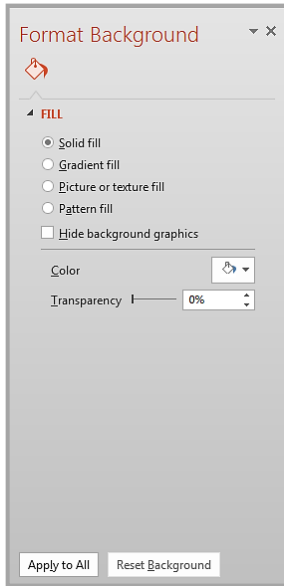 Format Background
FILL
Solid fill
Gradient fill
Picture or texture fill
Pattern fill
Hide background graphics
Color
Transparency 0%
Apply to All Reset Background